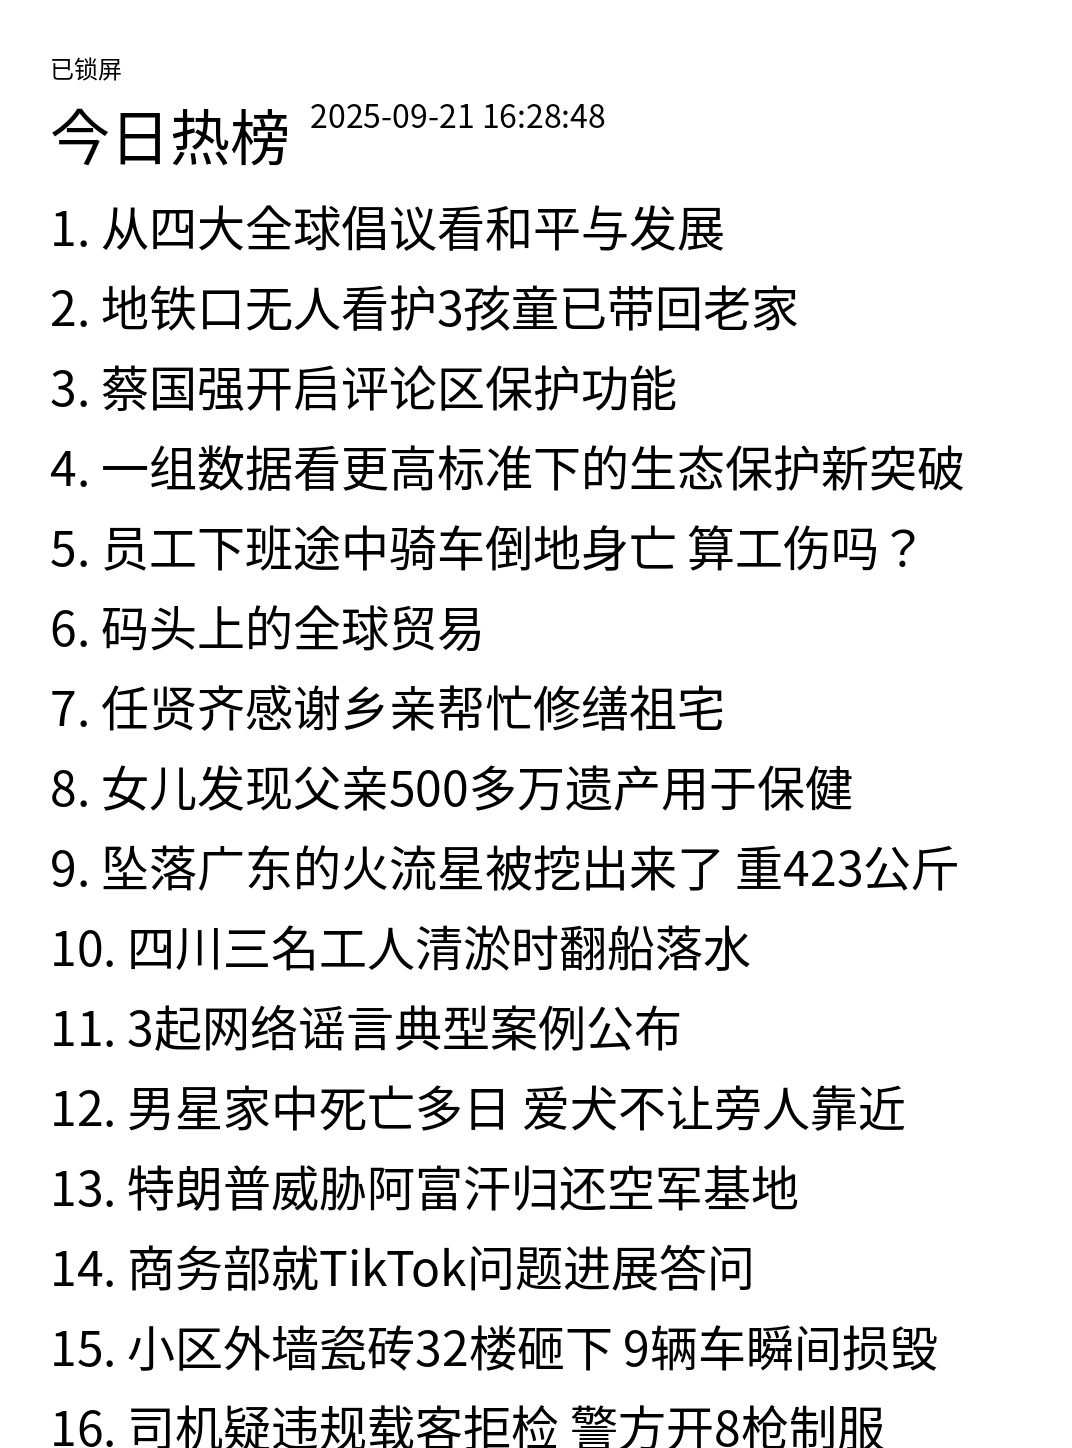 已锁屏
今日热榜 2025-09-21 16:28:48
1. 从四大全球倡议看和平与发展
2. 地铁口无人看护3孩童已带回老家
3. 蔡国强开启评论区保护功能
4. 一组数据看更高标准下的生态保护新突破
5. 员工下班途中骑车倒地身亡 算工伤吗？
6. 码头上的全球贸易
7. 任贤齐感谢乡亲帮忙修缮祖宅
8. 女儿发现父亲500多万遗产用于保健
9. 坠落广东的火流星被挖出来了 重423公斤
10. 四川三名工人清淤时翻船落水
11. 3起网络谣言典型案例公布
12. 男星家中死亡多日 爱犬不让旁人靠近
13. 特朗普威胁阿富汗归还空军基地
14. 商务部就TikTok问题进展答问
15. 小区外墙瓷砖32楼砸下 9辆车瞬间损毁
16. 司机疑违规载客拒检 警方开8枪制服